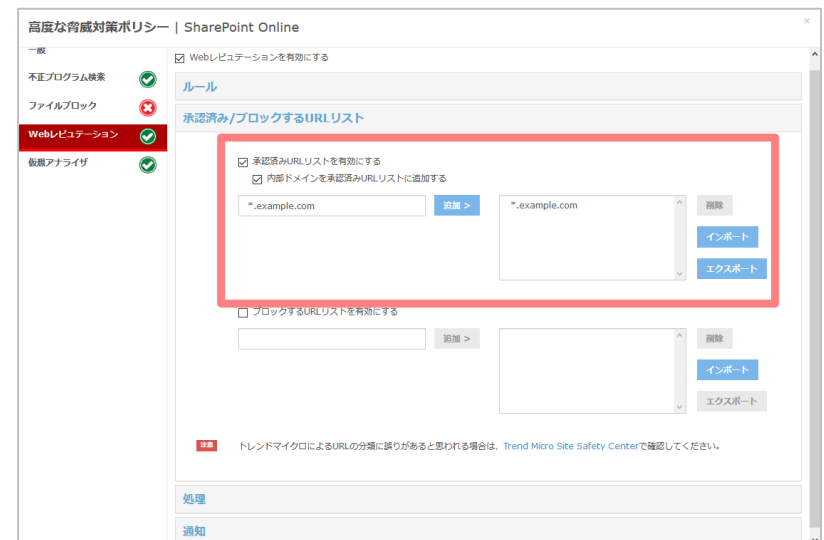 高度な脅威対策ポリシー | SharePoint Online
一般
不正プログラム検索
ファイルブロック
Webレピュテーション
仮想アナライザ
Webレピュテーションを有効にする
ルール
承認済み/ブロックするURLリスト
承認済みURLリストを有効にする
内部ドメインを承認済みURLリストに追加する
*.example.com 追加 > *.example.com 削除
インポート
エクスポート
ブロックするURLリストを有効にする
追加 > 削除
インポート
エクスポート
注意 トレンドマイクロによるURLの分類に誤りがあると思われる場合は、Trend Micro Site Safety Centerで確認してください。
処理
通知